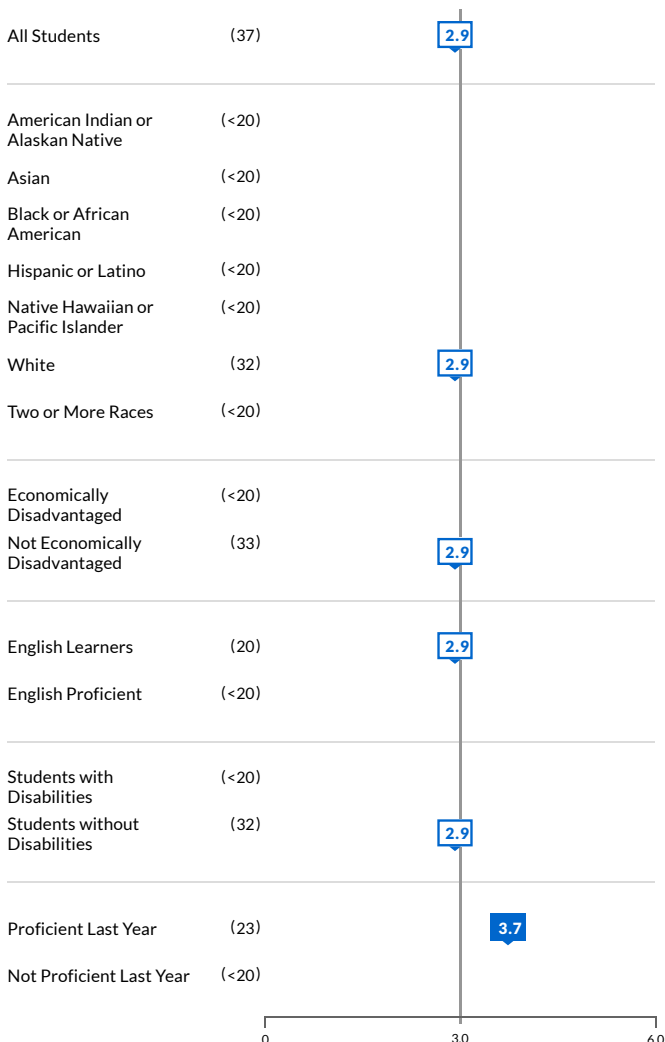 All Students (37) 2.9
American Indian or
Alaskan Native (<20)
Asian (<20)
Black or African
American (<20)
Hispanic or Latino (<20)
Native Hawaiian or
Pacific Islander (<20)
White (32) 2.9
Two or More Races (<20)
Economically
Disadvantaged (<20)
Not Economically
Disadvantaged (33) 2.9
English Learners (20) 2.9
English Proficient (<20)
Students with
Disabilities (<20)
Students without
Disabilities (32) 2.9
Proficient Last Year (23) 3.7
Not Proficient Last Year (<20)
0 3.0 6.0